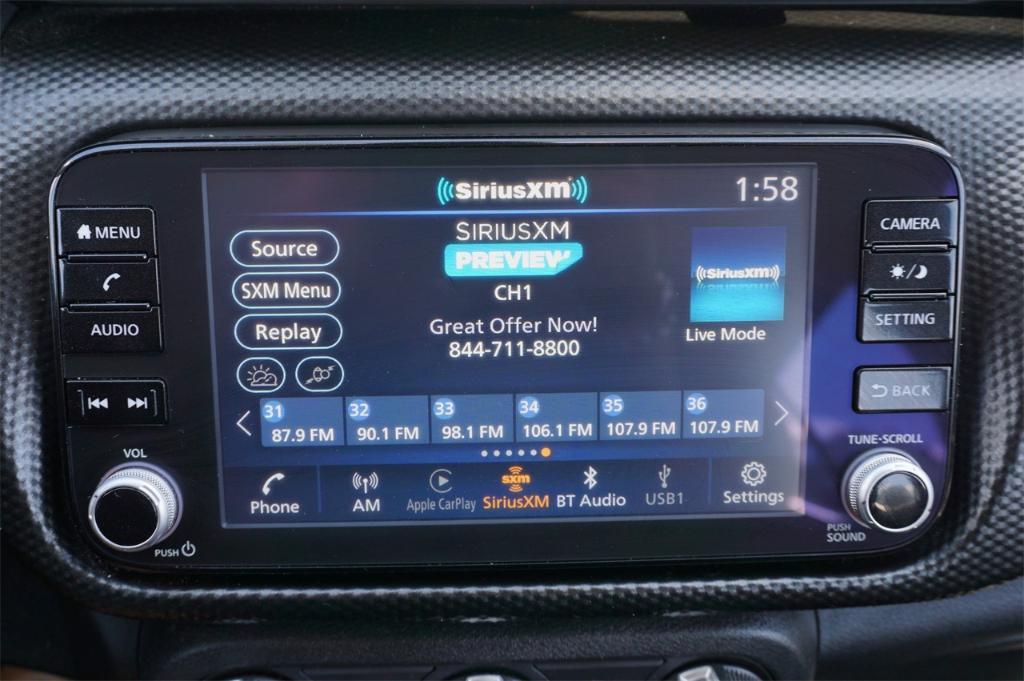 SiriusXM
1:58
MENU
AUDIO
VOL
PUSH
Source
SXM Menu
Replay
SIRIUSXM
PREVIEW
CH1
Great Offer Now!
844-711-8800
SiriusXM
Live Mode
31 32 33 34 35 36
87.9 FM 90.1 FM 98.1 FM 106.1 FM 107.9 FM 107.9 FM
sxm
Phone AM Apple CarPlay SiriusXM BT Audio USB1 Settings
CAMERA
SETTING
BACK
TUNE·SCROLL
PUSH
SOUND